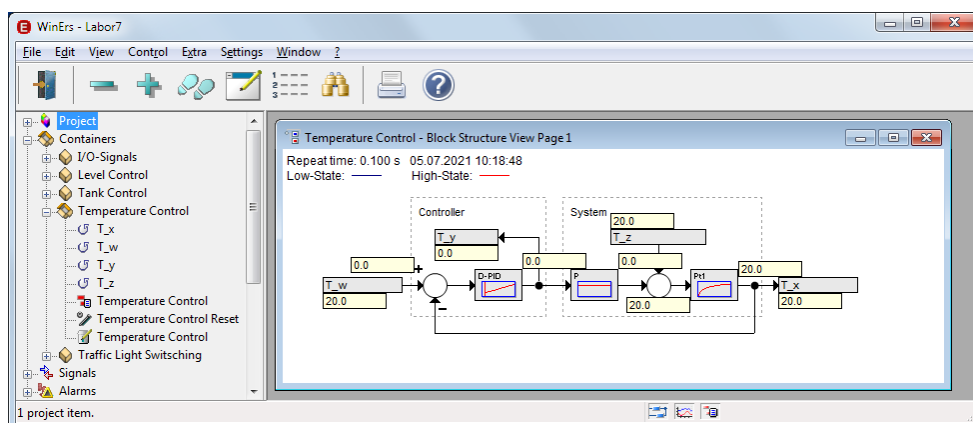 WinErs - Labor7
File Edit View Control Extra Settings Window ?
1
2
3
Project
Containers
I/O-Signals
Level Control
Tank Control
Temperature Control
T_x
T_w
T_y
T_z
Temperature Control
Temperature Control Reset
Temperature Control
Traffic Light Switsching
Signals
Alarms
Temperature Control - Block Structure View Page 1
Repeat time: 0.100 s 05.07.2021 10:18:48
Low-State: High-State:
Controller System
20.0
T_y T_z
0.0
0.0 + 0.0 0.0 20.0
D-PID P Pt1
T_w T_x
20.0 20.0 20.0
−
1 project item.